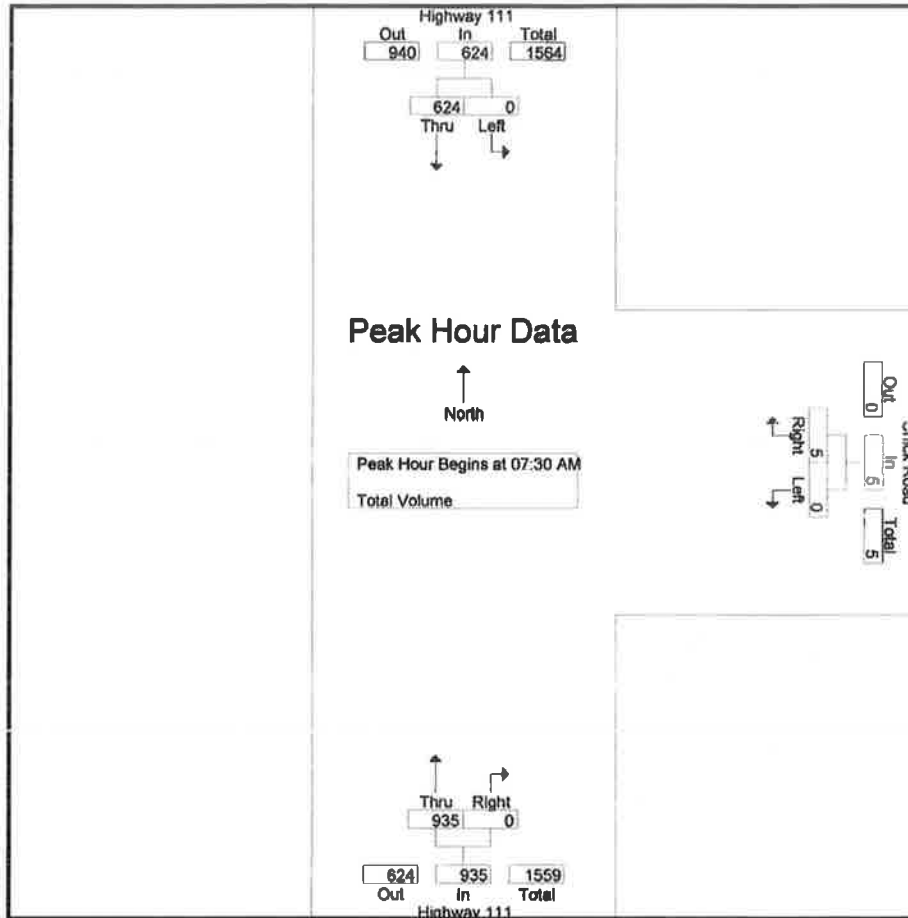 Highway 111
Out In Total
940 624 1564
624 0
Thru Left
Peak Hour Data
North
Peak Hour Begins at 07:30 AM
Total Volume
Out In Total
0 5 5
Right Left
5 0
Road
Thru Right
935 0
624 935 1559
Out In Total
Highway 111